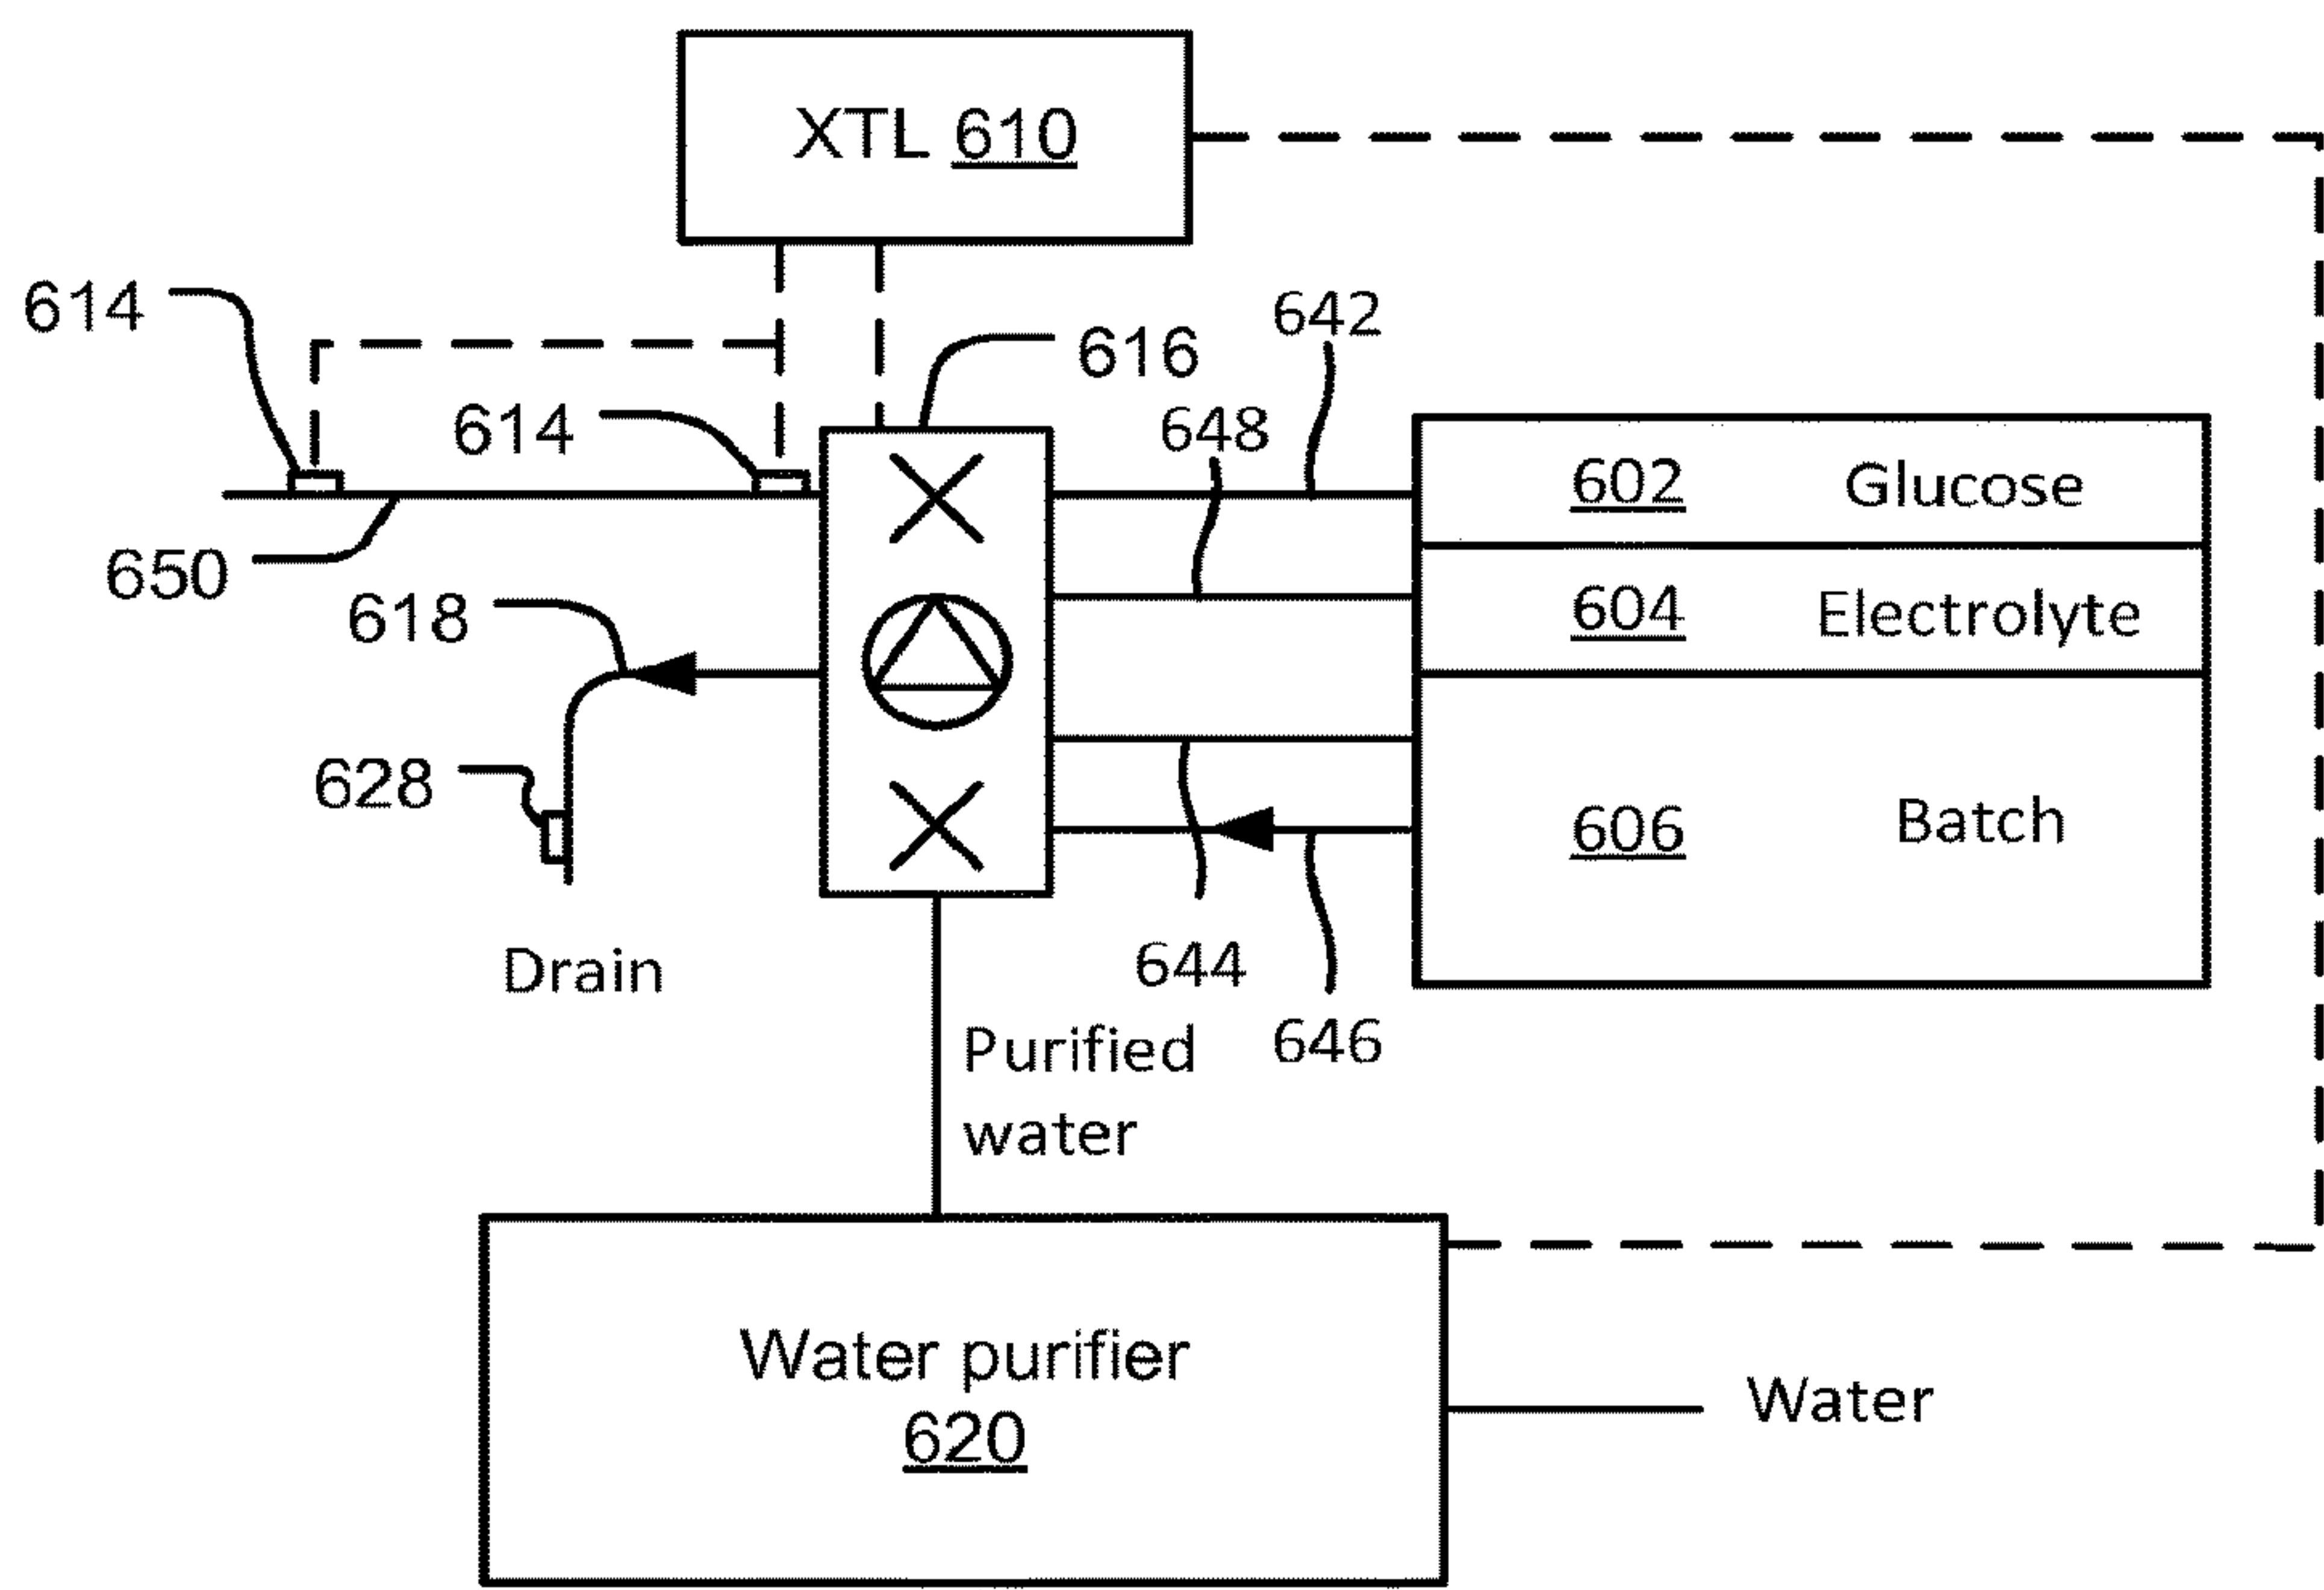 XTL 610
614
616
642
614
648
602 Glucose
650
618
604 Electrolyte
628
606 Batch
Drain
644
Purified
water
646
Water purifier
620
Water